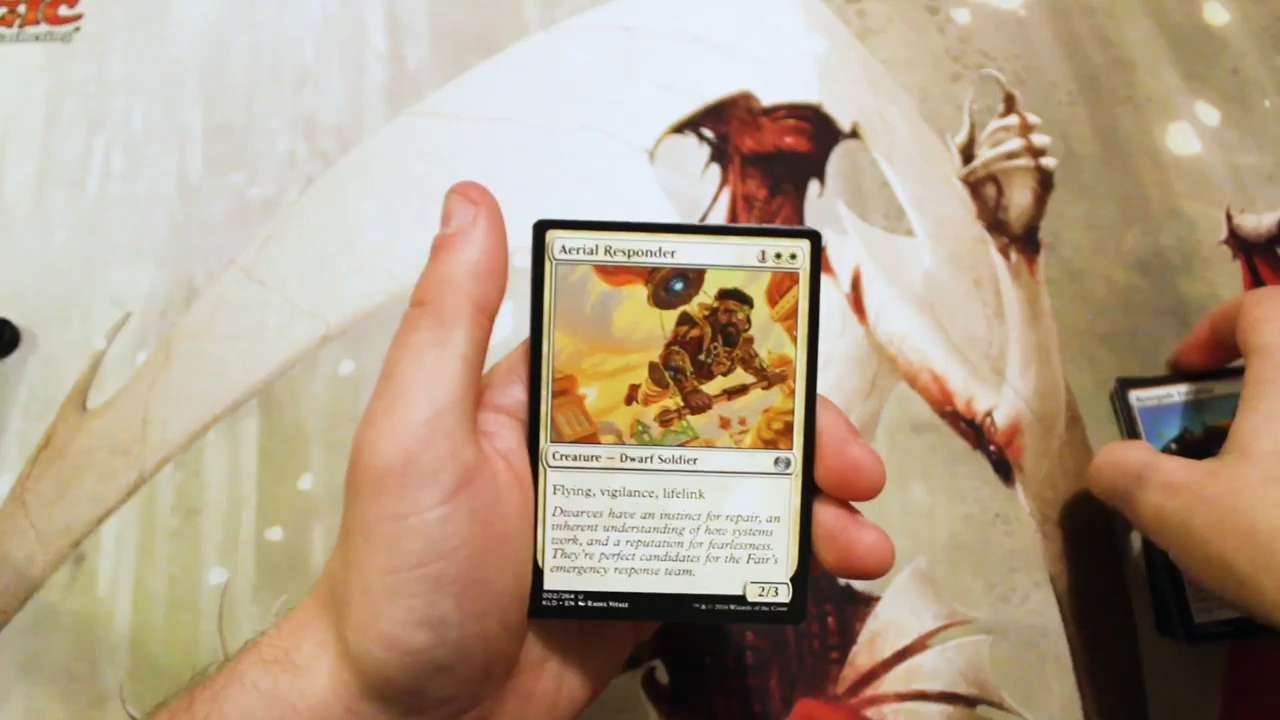 Aerial Responder 1
Creature — Dwarf Soldier
Flying, vigilance, lifelink
Dwarves have an instinct for repair, an
inherent understanding of how systems
work, and a reputation for fearlessness.
They're perfect candidates for the Fair's
emergency response team.
2/3
002/264 U
KLD • EN Raoul Vitale
™ & © 2016 Wizards of the Coast
Renegade